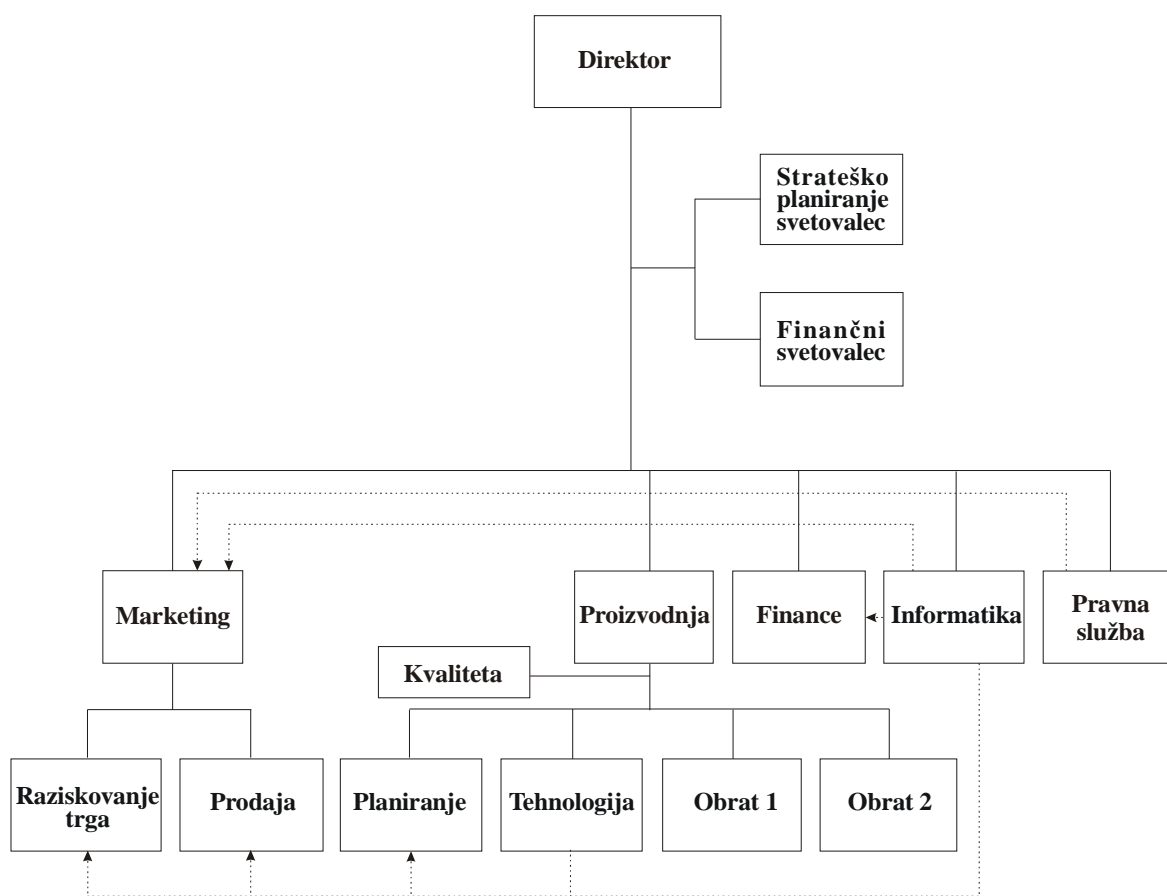 Direktor
Strateško
planiranje
svetovalec
Finančni
svetovalec
Marketing
Proizvodnja
Finance
Informatika
Pravna
služba
Kvaliteta
Raziskovanje
trga
Prodaja
Planiranje
Tehnologija
Obrat 1
Obrat 2